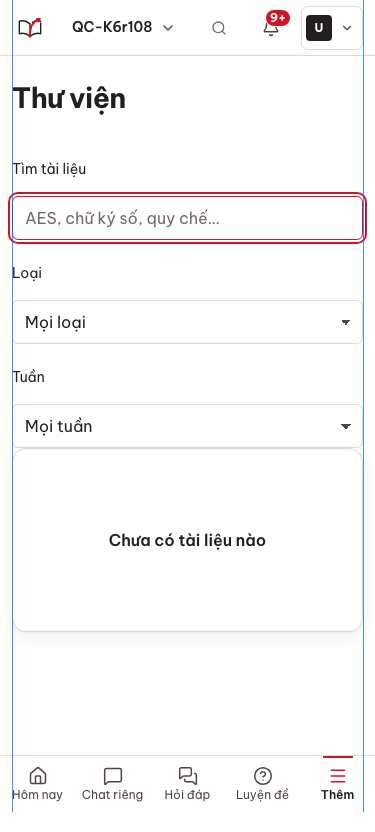 QC-K6r108
9+
U
Thư viện
Tìm tài liệu
AES, chữ ký số, quy chế...
Loại
Mọi loại
Tuần
Mọi tuần
Chưa có tài liệu nào
Hôm nay
Chat riêng
Hỏi đáp
Luyện đề
Thêm